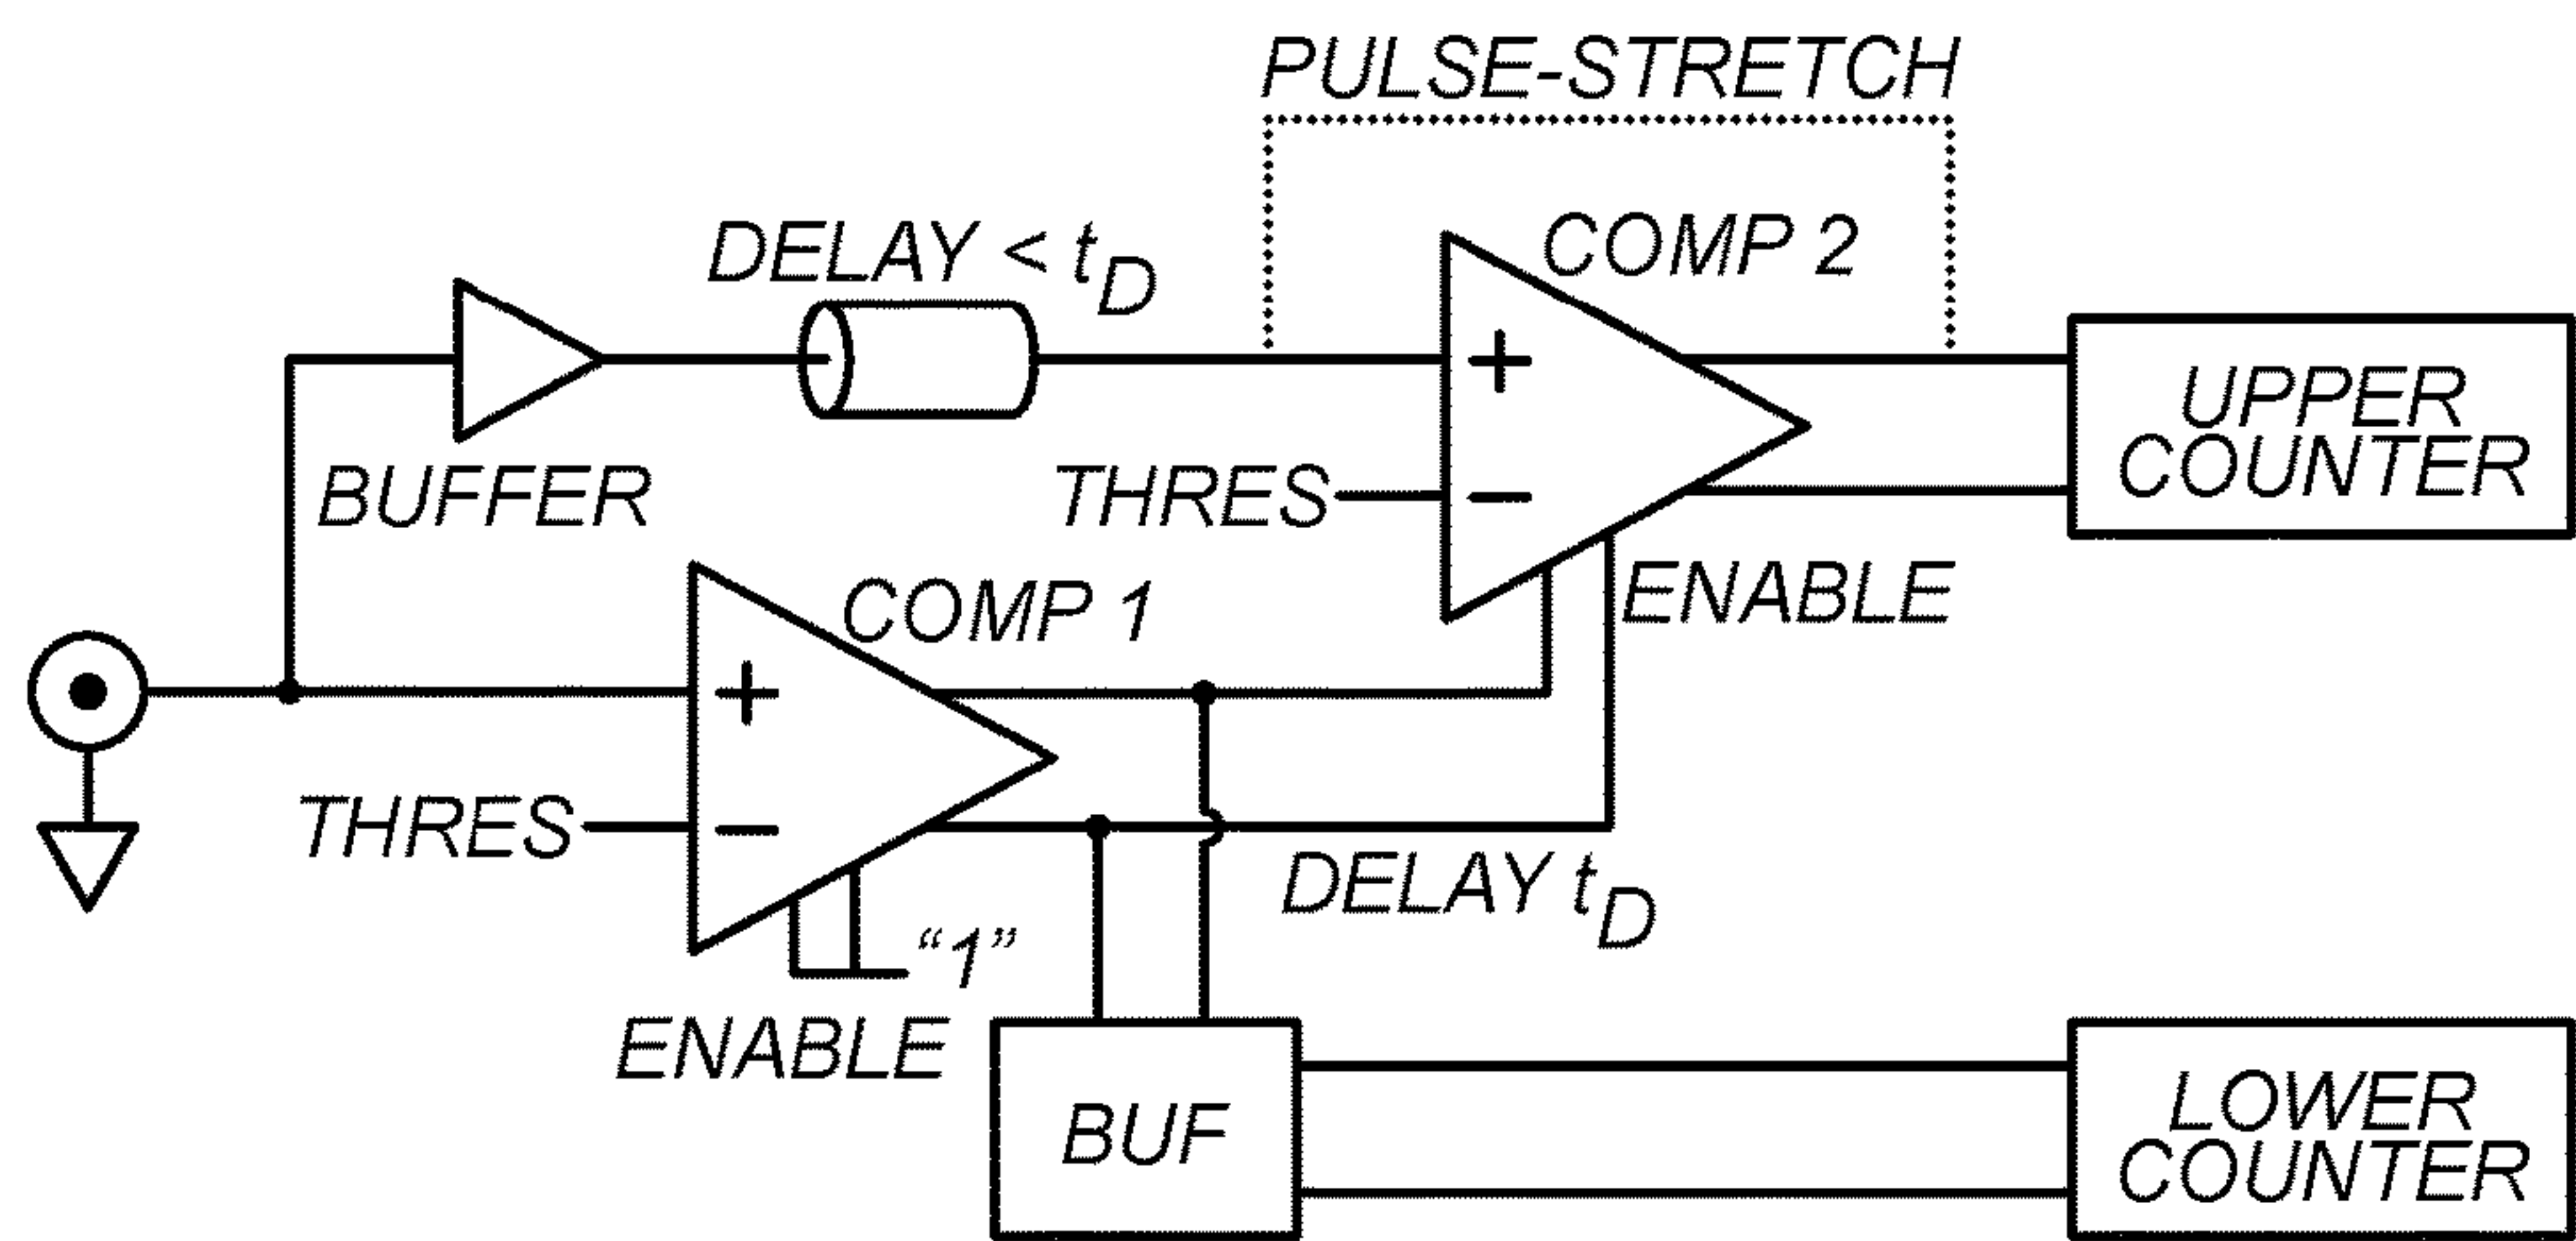 PULSE-STRETCH
DELAY < tD
COMP 2
+
BUFFER
THRES
−
UPPER
COUNTER
ENABLE
COMP 1
+
THRES
−
DELAY tD
“1”
ENABLE
BUF
LOWER
COUNTER